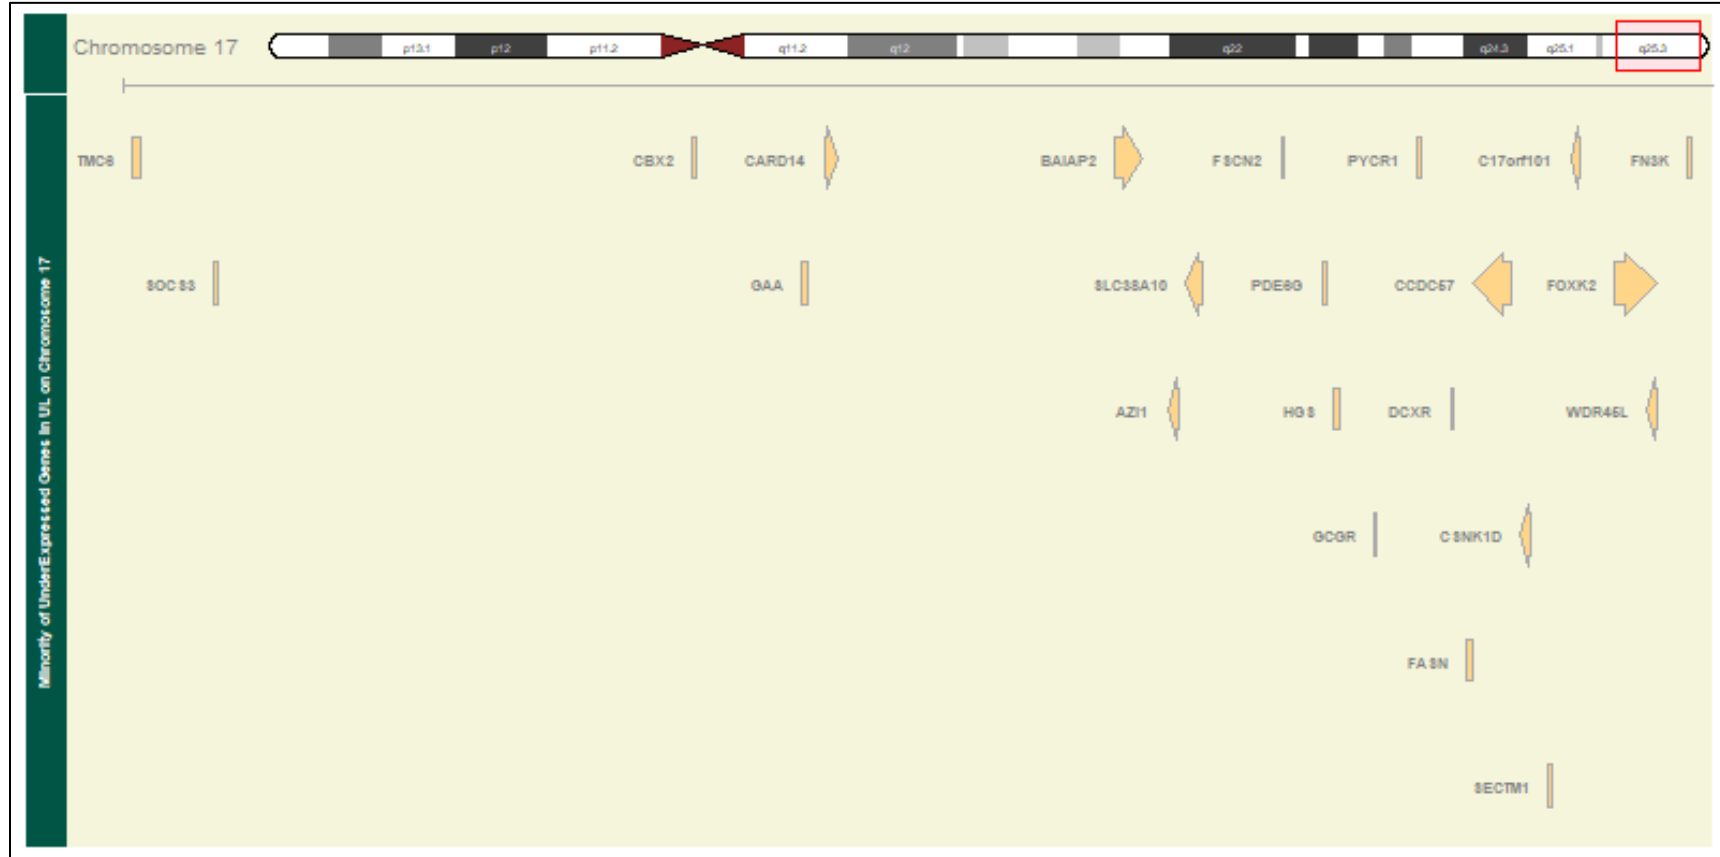 Chromosome 17
p13.1 p12 p11.2 q11.2 q12 q22 q24.3 q25.1 q25.3
Minority of UnderExpressed Genes in UL on Chromosome 17
TMC6 CBX2 CARD14 BAIAP2 FSCN2 PYCR1 C17orf101 FN3K
SOCS3 GAA SLC38A10 PDE6G CCDC57 FOXK2
AZI1 HGS DCXR WDR45L
GCGR CSNK1D
FASN
SECTM1